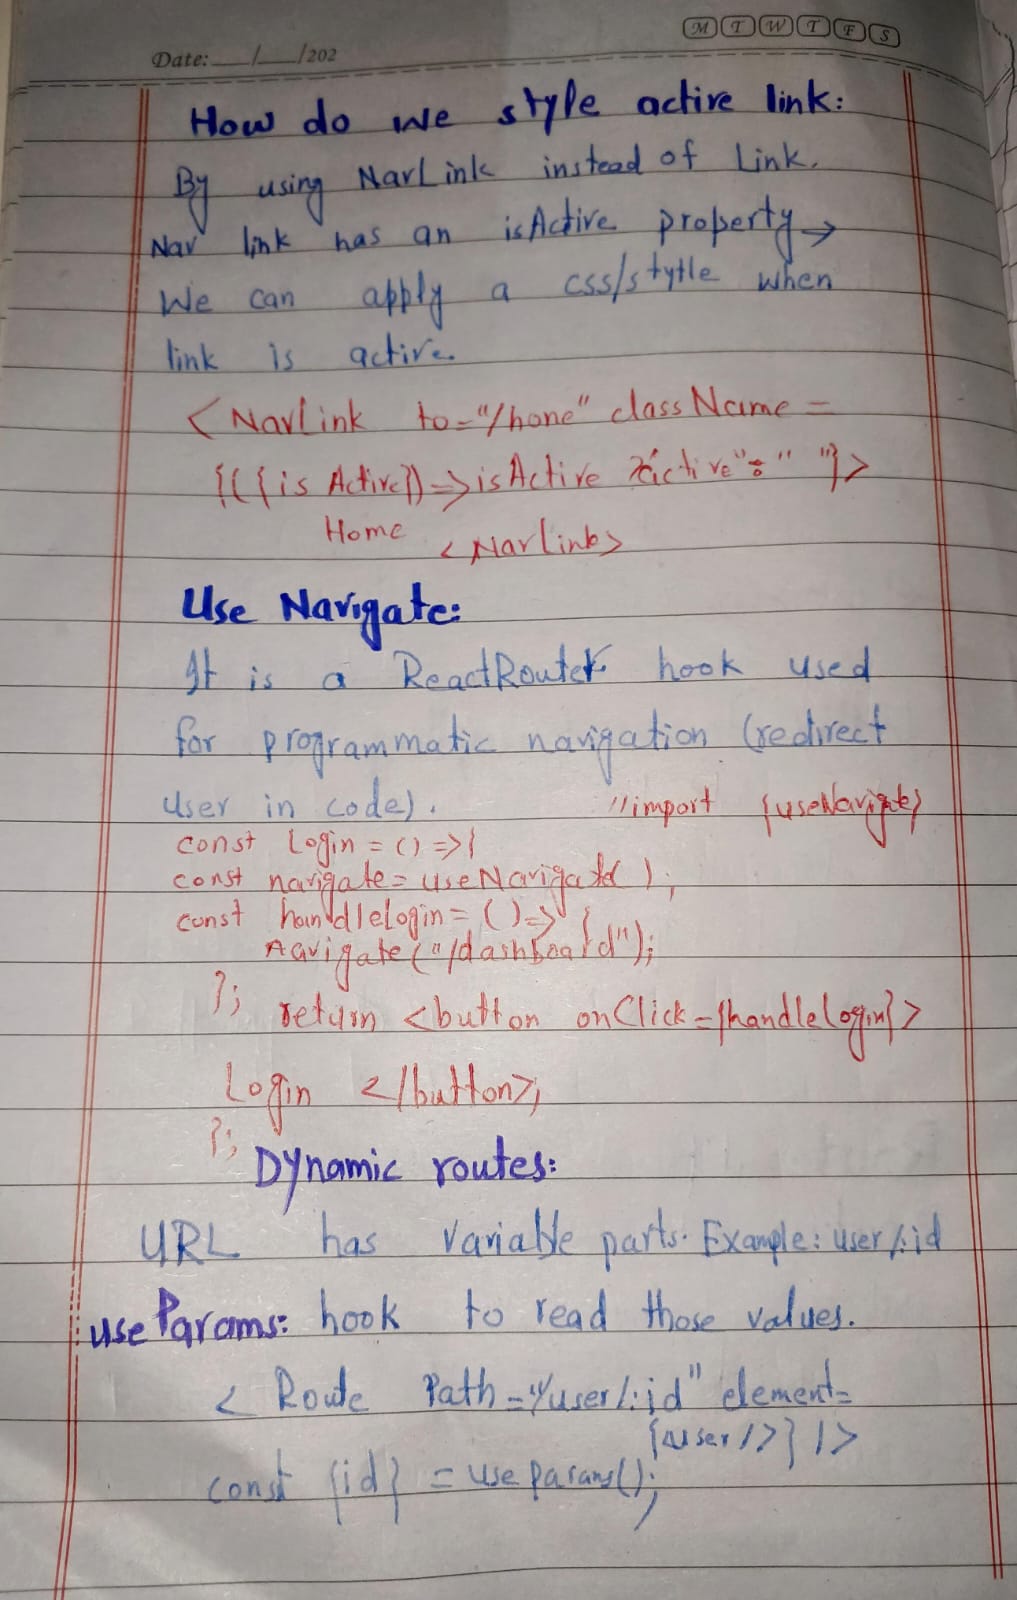 M T W T F S
Date: __/__/202
How do we style active link:
By using NavLink instead of Link.
Nav link has an isActive property →
We can apply a css/stytle when
link is active.
< NavLink to="/hone" className =
{({isActive}) => isActive ? "active" : " "}>
Home < NavLink>
Use Navigate:
It is a ReactRouter hook used
for programmatic navigation (redirect
user in code). //import {useNavigate}
const Login = () => {
const navigate = useNavigate( );
const handleLogin = () => {
navigate("/dashboard");
}; return <button onClick={handleLogin}>
Login </button>;
};
Dynamic routes:
URL has variable parts. Example: user/:id
useParams: hook to read those values.
< Route Path="/user/:id" element=
{<User/>} />
const {id} = useParams();